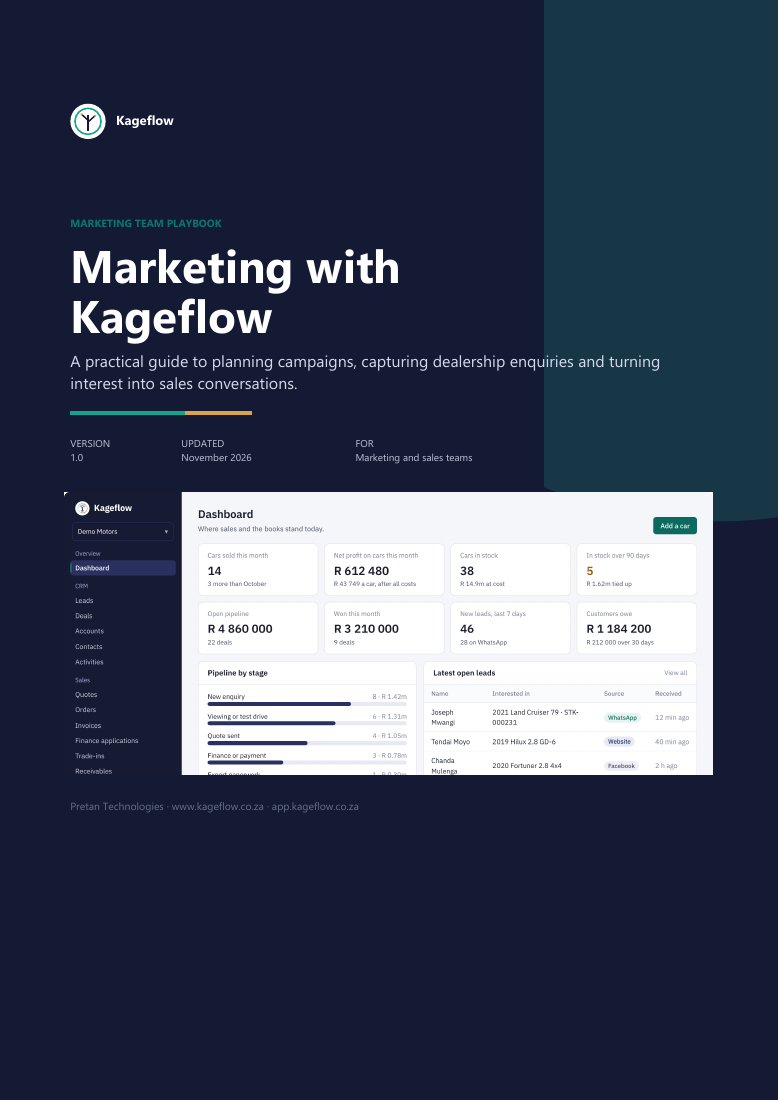 Kageflow
MARKETING TEAM PLAYBOOK
Marketing with
Kageflow
A practical guide to planning campaigns, capturing dealership enquiries and turning
interest into sales conversations.
VERSION UPDATED FOR
1.0 November 2026 Marketing and sales teams
Kageflow
Demo Motors
Overview
Dashboard
CRM
Leads
Deals
Accounts
Contacts
Activities
Sales
Quotes
Orders
Invoices
Finance applications
Trade-ins
Receivables
Dashboard
Where sales and the books stand today.
Add a car
Cars sold this month
14
3 more than October
Net profit on cars this month
R 612 480
R 43 749 a car, after all costs
Cars in stock
38
R 14.9m at cost
In stock over 90 days
5
R 1.62m tied up
Open pipeline
R 4 860 000
22 deals
Won this month
R 3 210 000
9 deals
New leads, last 7 days
46
28 on WhatsApp
Customers owe
R 1 184 200
R 212 000 over 30 days
Pipeline by stage
New enquiry 8 · R 1.42m
Viewing or test drive 6 · R 1.31m
Quote sent 4 · R 1.05m
Finance or payment 3 · R 0.78m
Latest open leads View all
Name Interested in Source Received
Joseph Mwangi 2021 Land Cruiser 79 · STK-000231 WhatsApp 12 min ago
Tendai Moyo 2019 Hilux 2.8 GD-6 Website 40 min ago
Chanda Mulenga 2020 Fortuner 2.8 4x4 Facebook 2 h ago
Pretan Technologies · www.kageflow.co.za · app.kageflow.co.za